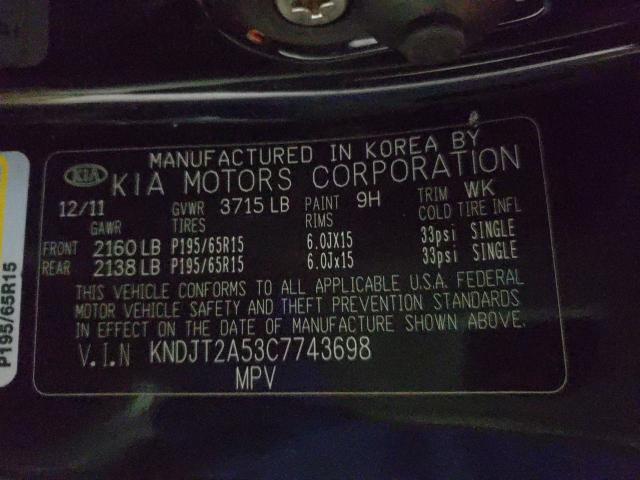 MANUFACTURED IN KOREA BY
KIA KIA MOTORS CORPORATION
12/11 GVWR 3715 LB PAINT 9H TRIM WK
GAWR TIRES RIMS COLD TIRE INFL
FRONT 2160 LB P195/65R15 6.0Jx15 33psi SINGLE
REAR 2138 LB P195/65R15 6.0Jx15 33psi SINGLE
THIS VEHICLE CONFORMS TO ALL APPLICABLE U.S.A. FEDERAL
MOTOR VEHICLE SAFETY AND THEFT PREVENTION STANDARDS
IN EFFECT ON THE DATE OF MANUFACTURE SHOWN ABOVE.
V.I.N KNDJT2A53C7743698
MPV
P195/65R15